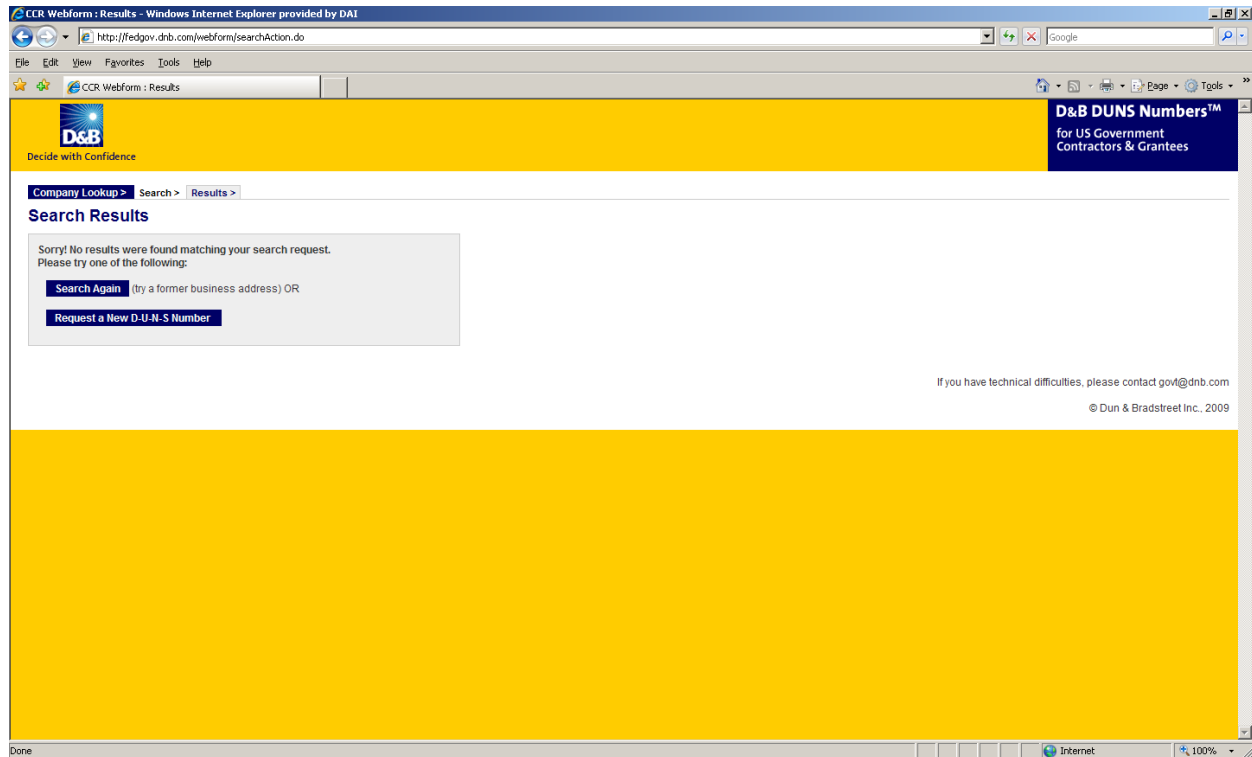 CCR Webform : Results - Windows Internet Explorer provided by DAI
http://fedgov.dnb.com/webform/searchAction.do
Google
File Edit View Favorites Tools Help
CCR Webform : Results
Page Tools »
D&B
Decide with Confidence
D&B DUNS Numbers™
for US Government
Contractors & Grantees
Company Lookup > Search > Results >
Search Results
Sorry! No results were found matching your search request.
Please try one of the following:
Search Again (try a former business address) OR
Request a New D-U-N-S Number
If you have technical difficulties, please contact govt@dnb.com
© Dun & Bradstreet Inc., 2009
Done Internet 100%